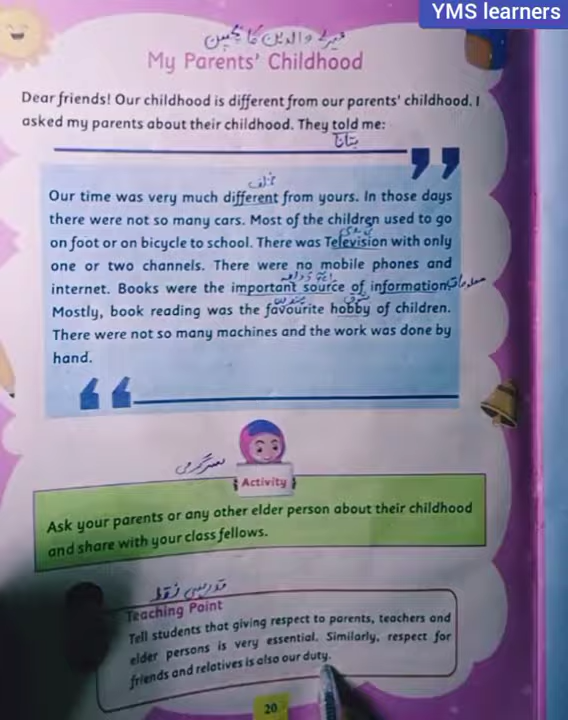 YMS learners
میرے والدین کا بچپن
My Parents' Childhood
Dear friends! Our childhood is different from our parents' childhood. I
asked my parents about their childhood. They told me:
بتانا
مختلف
Our time was very much different from yours. In those days
there were not so many cars. Most of the children used to go
on foot or on bicycle to school. There was Television with only
one or two channels. There were no mobile phones and
internet. Books were the important source of information.
معلومات
Mostly, book reading was the favourite hobby of children.
There were not so many machines and the work was done by
hand.
سرگرمی
Activity
Ask your parents or any other elder person about their childhood
and share with your class fellows.
تدریسی نقطہ
Teaching Point
Tell students that giving respect to parents, teachers and
elder persons is very essential. Similarly, respect for
friends and relatives is also our duty.
20